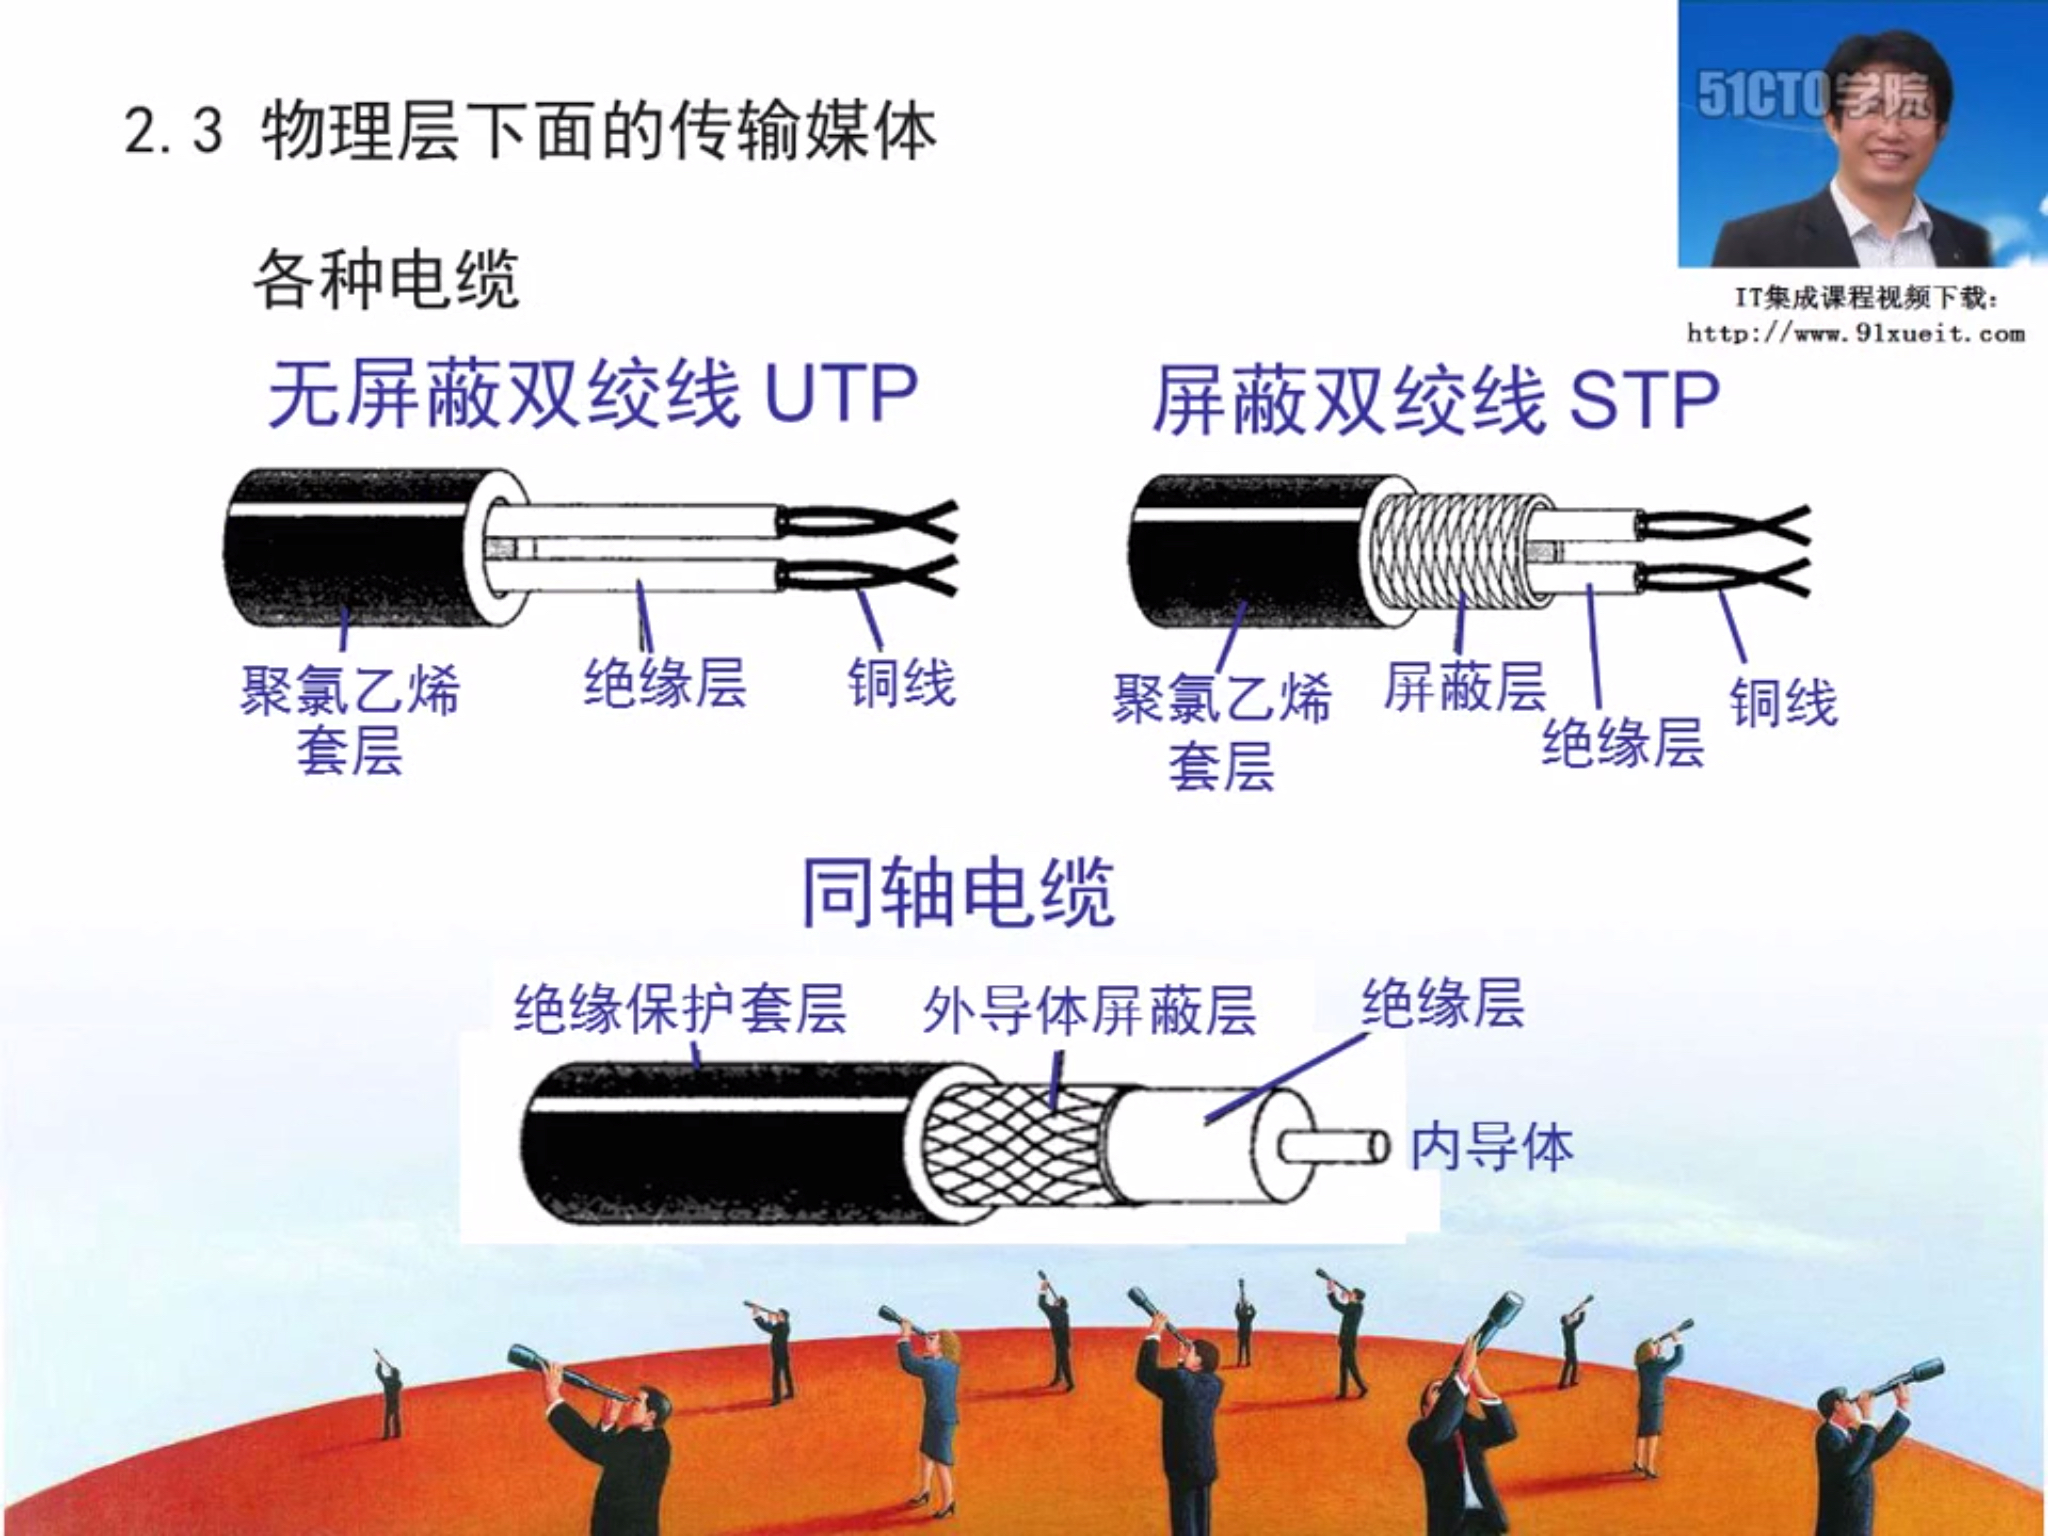 51CTO学院
2.3 物理层下面的传输媒体
IT集成课程视频下载：
http://www.91xueit.com
各种电缆
无屏蔽双绞线 UTP
屏蔽双绞线 STP
聚氯乙烯
套层
绝缘层
铜线
聚氯乙烯
套层
屏蔽层
绝缘层
铜线
同轴电缆
绝缘保护套层
外导体屏蔽层
绝缘层
内导体